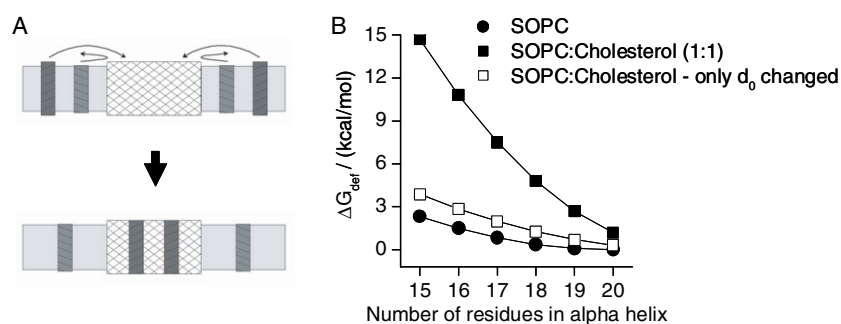 A
B
SOPC
SOPC:Cholesterol (1:1)
SOPC:Cholesterol - only d0 changed
ΔGdef / (kcal/mol)
15
12
9
6
3
0
15 16 17 18 19 20
Number of residues in alpha helix